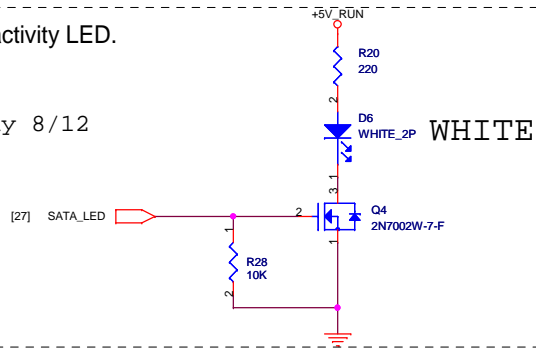 +5V_RUN
activity LED.
R20
220
2
8/12
D6
WHITE_2P
WHITE
1
3
[27] SATA_LED
2
Q4
2N7002W-7-F
1
1
R28
10K
2